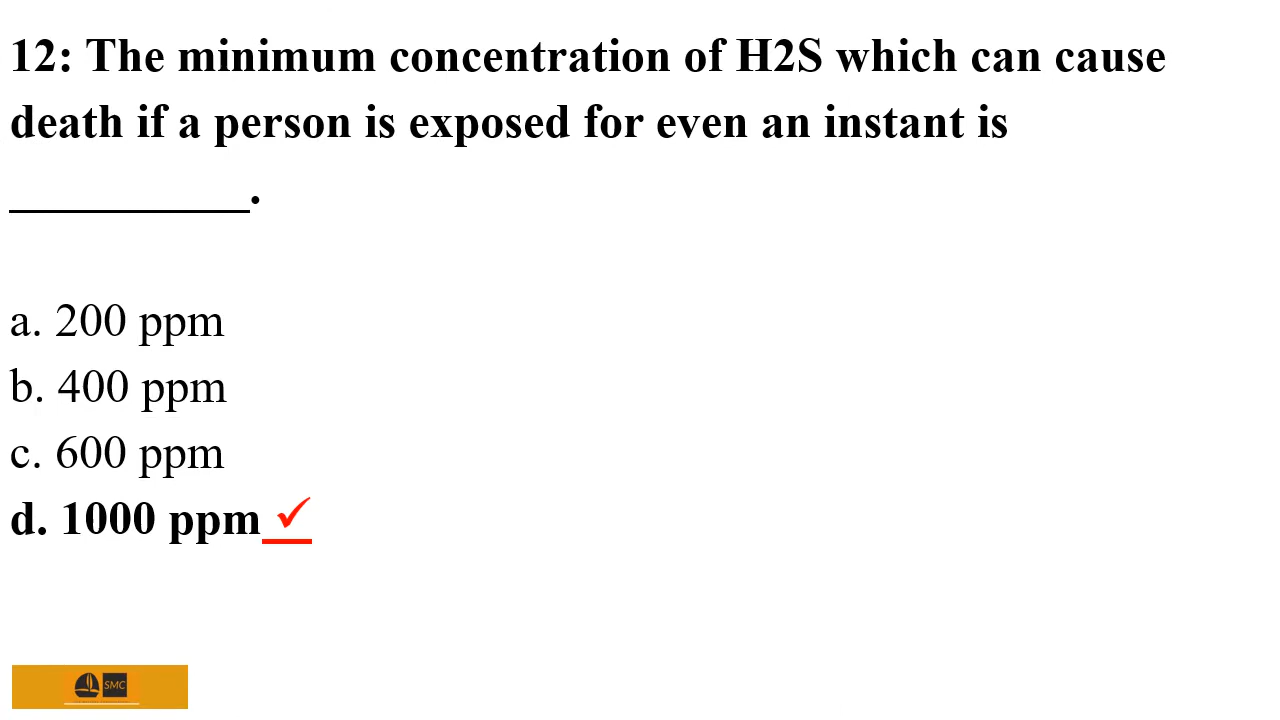 12: The minimum concentration of H2S which can cause
death if a person is exposed for even an instant is
__________.
a. 200 ppm
b. 400 ppm
c. 600 ppm
d. 1000 ppm ✓
SMC